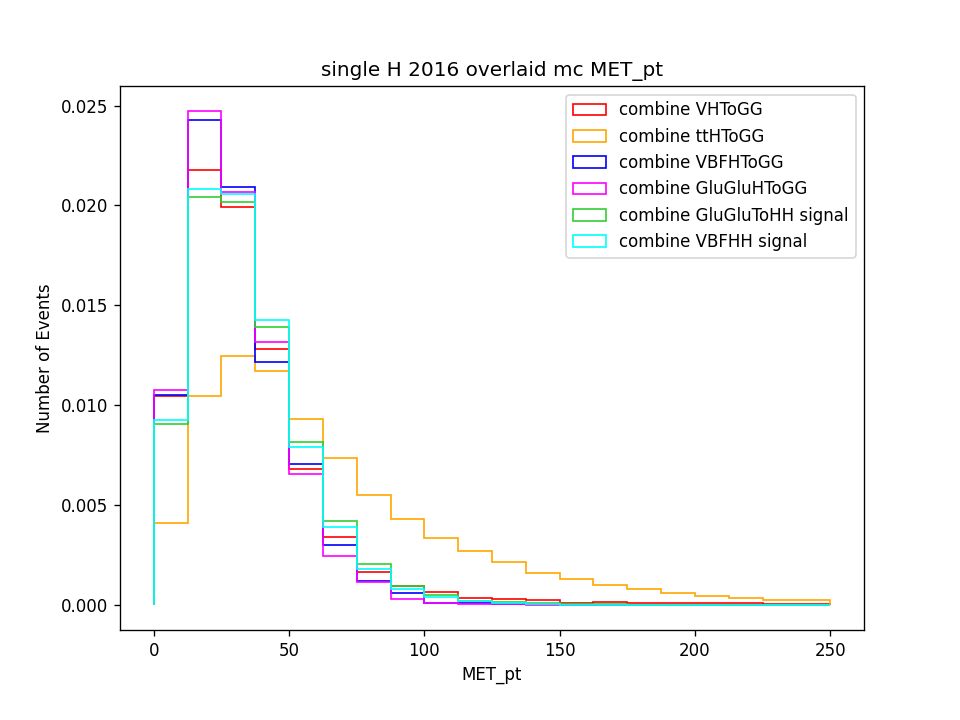 single H 2016 overlaid mc MET_pt
combine VHToGG
combine ttHToGG
combine VBFHToGG
combine GluGluHToGG
combine GluGluToHH signal
combine VBFHH signal
Number of Events
0.025
0.020
0.015
0.010
0.005
0.000
0 50 100 150 200 250
MET_pt